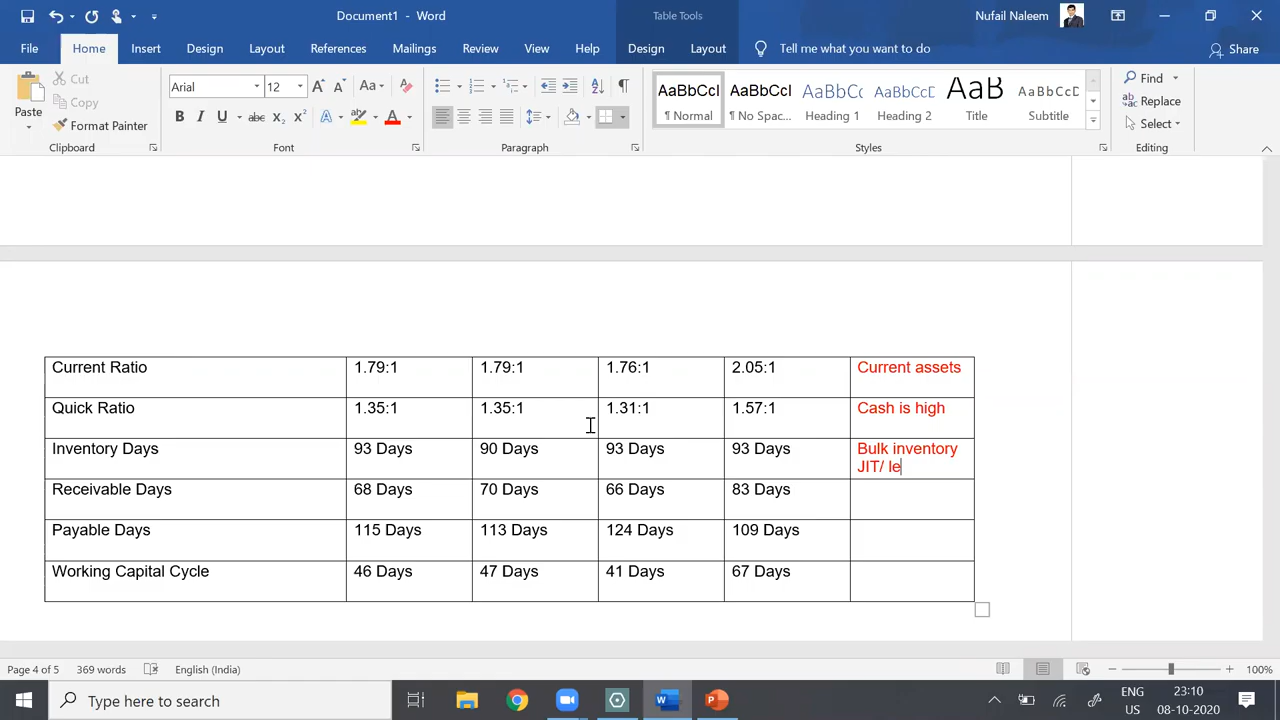 Document1 - Word
Table Tools
Nufail Naleem
File
Home
Insert
Design
Layout
References
Mailings
Review
View
Help
Design
Layout
Tell me what you want to do
Share
Paste
Cut
Copy
Format Painter
Clipboard
Arial
12
Aa
B I U abc x₂ x² A A
Font
Paragraph
AaBbCcI
¶ Normal
AaBbCcI
¶ No Spac...
AaBbCc
Heading 1
AaBbCcD
Heading 2
AaB
Title
AaBbCcD
Subtitle
Styles
Find
Replace
Select
Editing
Current Ratio 1.79:1 1.79:1 1.76:1 2.05:1 Current assets
Quick Ratio 1.35:1 1.35:1 1.31:1 1.57:1 Cash is high
Inventory Days 93 Days 90 Days 93 Days 93 Days Bulk inventory
JIT/ le
Receivable Days 68 Days 70 Days 66 Days 83 Days
Payable Days 115 Days 113 Days 124 Days 109 Days
Working Capital Cycle 46 Days 47 Days 41 Days 67 Days
Page 4 of 5
369 words
English (India)
100%
Type here to search
ENG
US
23:10
08-10-2020